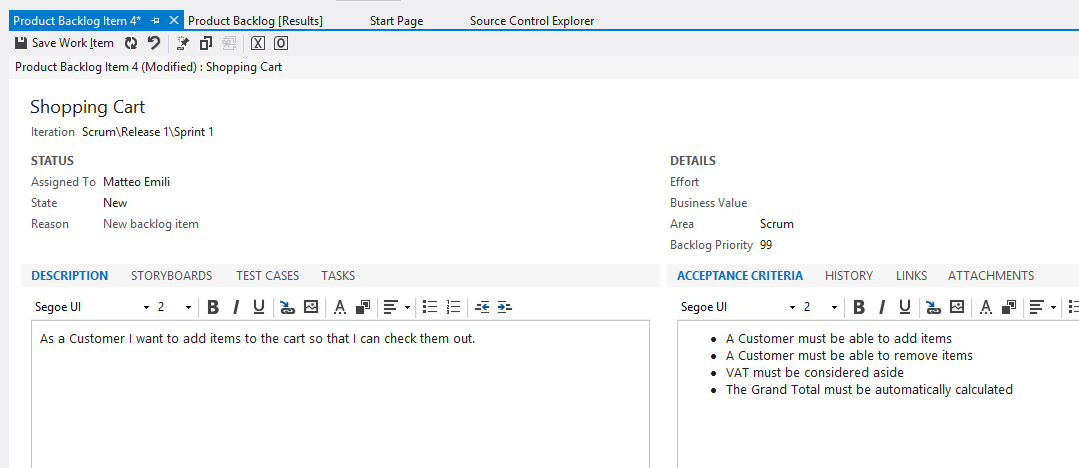 Product Backlog Item 4* Product Backlog [Results] Start Page Source Control Explorer
Save Work Item
Product Backlog Item 4 (Modified) : Shopping Cart
Shopping Cart
Iteration Scrum\Release 1\Sprint 1
STATUS
Assigned To Matteo Emili
State New
Reason New backlog item
DETAILS
Effort
Business Value
Area Scrum
Backlog Priority 99
DESCRIPTION STORYBOARDS TEST CASES TASKS
Segoe UI 2 B I U A
As a Customer I want to add items to the cart so that I can check them out.
ACCEPTANCE CRITERIA HISTORY LINKS ATTACHMENTS
Segoe UI 2 B I U A
• A Customer must be able to add items
• A Customer must be able to remove items
• VAT must be considered aside
• The Grand Total must be automatically calculated